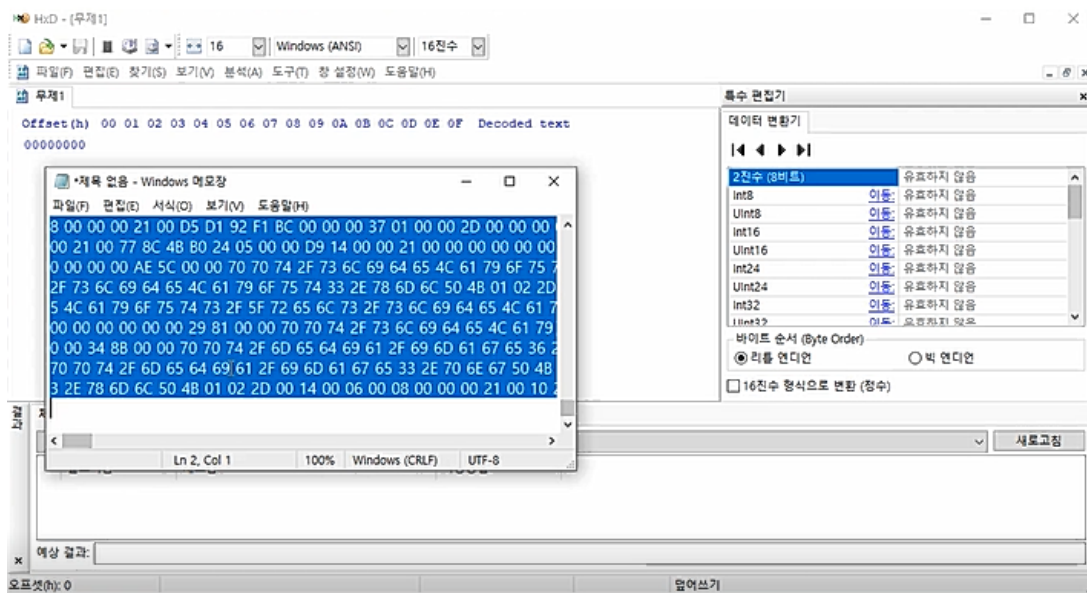 HxD - [무제1]
16 Windows (ANSI) 16진수
파일(F) 편집(E) 찾기(S) 보기(V) 분석(A) 도구(T) 창 설정(W) 도움말(H)
무제1
Offset(h) 00 01 02 03 04 05 06 07 08 09 0A 0B 0C 0D 0E 0F Decoded text
00000000
*제목 없음 - Windows 메모장
파일(F) 편집(E) 서식(O) 보기(V) 도움말(H)
8 00 00 00 21 00 D5 D1 92 F1 BC 00 00 00 37 01 00 00 2D 00 00 00
00 21 00 77 8C 4B B0 24 05 00 00 D9 14 00 00 21 00 00 00 00 00 00
0 00 00 00 AE 5C 00 00 70 70 74 2F 73 6C 69 64 65 4C 61 79 6F 75 7
2F 73 6C 69 64 65 4C 61 79 6F 75 74 33 2E 78 6D 6C 50 4B 01 02 2D
5 4C 61 79 6F 75 74 73 2F 5F 72 65 6C 73 2F 73 6C 69 64 65 4C 61 7
00 00 00 00 00 00 29 81 00 00 70 70 74 2F 73 6C 69 64 65 4C 61 79
0 00 34 8B 00 00 70 70 74 2F 6D 65 64 69 61 2F 69 6D 61 67 65 36 2
70 70 74 2F 6D 65 64 69 61 2F 69 6D 61 67 65 33 2E 70 6E 67 50 4B
3 2E 78 6D 6C 50 4B 01 02 2D 00 14 00 06 00 08 00 00 00 21 00 10 2
Ln 2, Col 1 100% Windows (CRLF) UTF-8
특수 편집기
데이터 변환기
2진수 (8비트) 유효하지 않음
Int8 이동: 유효하지 않음
UInt8 이동: 유효하지 않음
Int16 이동: 유효하지 않음
UInt16 이동: 유효하지 않음
Int24 이동: 유효하지 않음
UInt24 이동: 유효하지 않음
Int32 이동: 유효하지 않음
UInt32 이동: 유효하지 않음
바이트 순서 (Byte Order)
리틀 엔디언 빅 엔디언
16진수 형식으로 변환 (정수)
결과
새로고침
예상 결과:
오프셋(h): 0 덮어쓰기